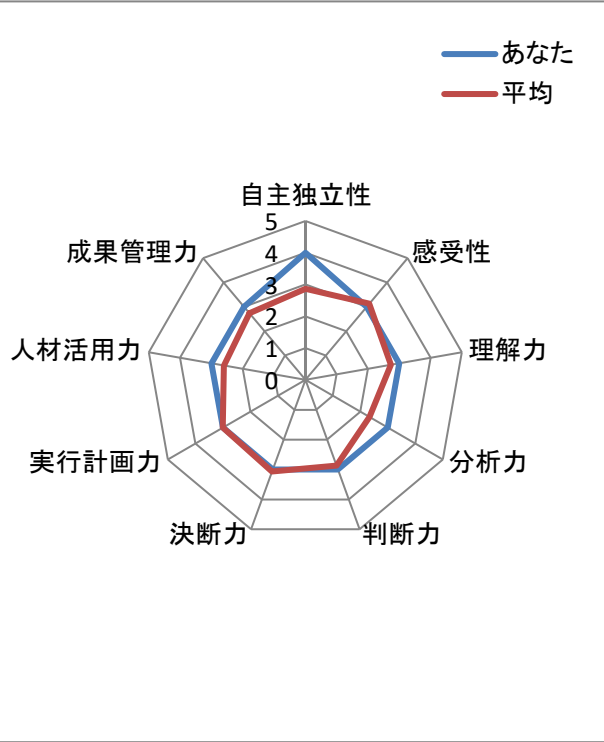 あなた
平均
自主独立性
5
成果管理力
感受性
4
3
人材活用力
理解力
2
1
0
実行計画力
分析力
決断力
判断力